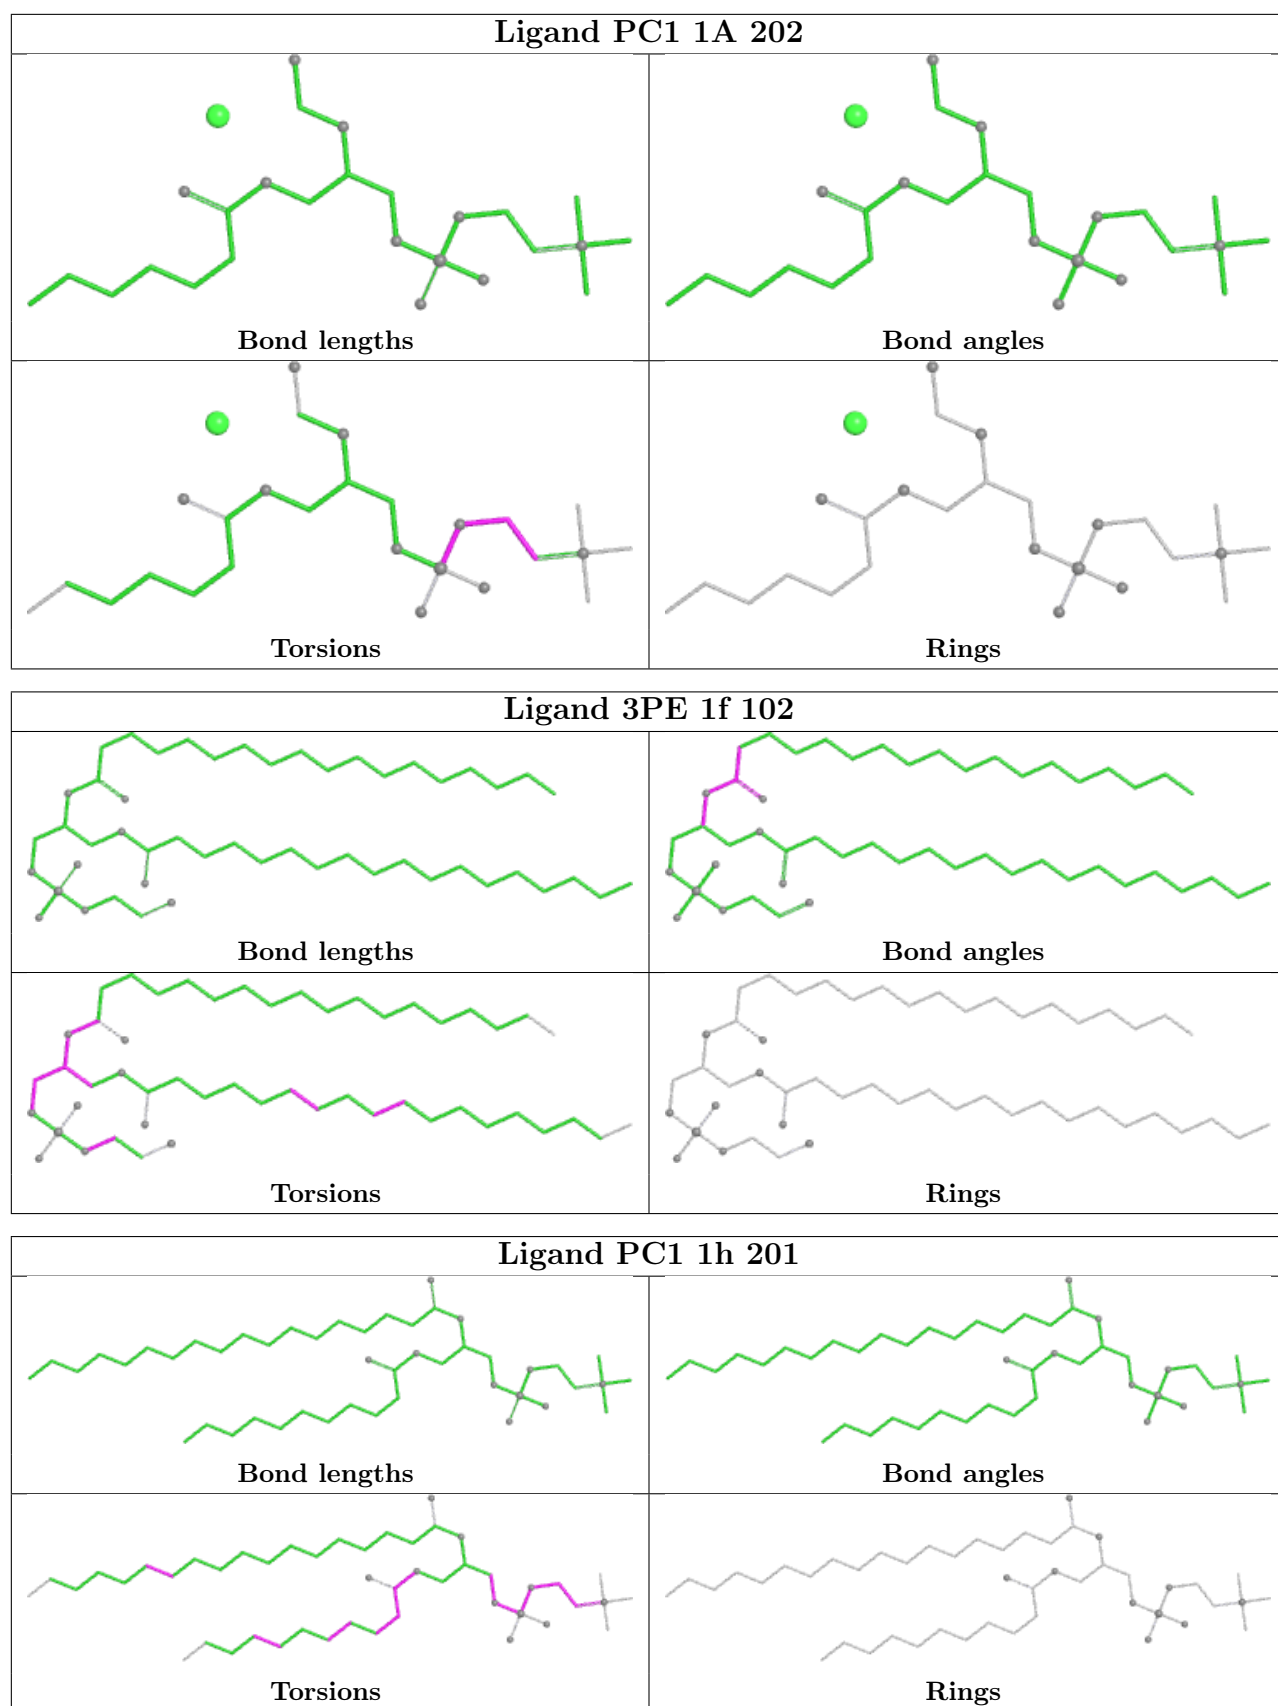 Ligand PC1 1A 202
Bond lengths
Bond angles
Torsions
Rings
Ligand 3PE 1f 102
Bond lengths
Bond angles
Torsions
Rings
Ligand PC1 1h 201
Bond lengths
Bond angles
Torsions
Rings